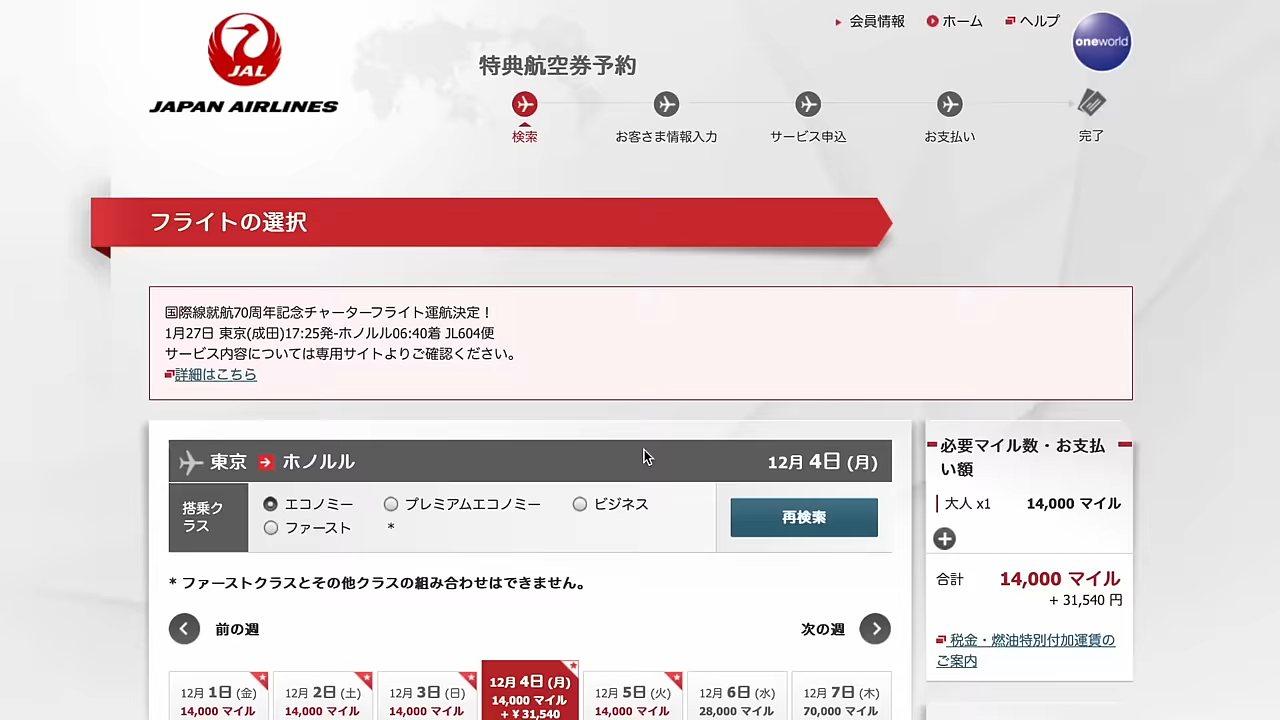 会員情報
ホーム
ヘルプ
oneworld
JAL
JAPAN AIRLINES
特典航空券予約
検索
お客さま情報入力
サービス申込
お支払い
完了
フライトの選択
国際線就航70周年記念チャーターフライト運航決定！
1月27日 東京(成田)17:25発-ホノルル06:40着 JL604便
サービス内容については専用サイトよりご確認ください。
詳細はこちら
東京 ホノルル 12月 4日 (月)
搭乗ク
ラス
エコノミー プレミアムエコノミー ビジネス
ファースト *
再検索
* ファーストクラスとその他クラスの組み合わせはできません。
前の週 次の週
12月 1日 (金)
14,000 マイル
12月 2日 (土)
14,000 マイル
12月 3日 (日)
14,000 マイル
12月 4日 (月)
14,000 マイル
+ ¥ 31,540
12月 5日 (火)
14,000 マイル
12月 6日 (水)
28,000 マイル
12月 7日 (木)
70,000 マイル
必要マイル数・お支払
い額
大人 x1 14,000 マイル
合計 14,000 マイル
+ 31,540 円
税金・燃油特別付加運賃の
ご案内